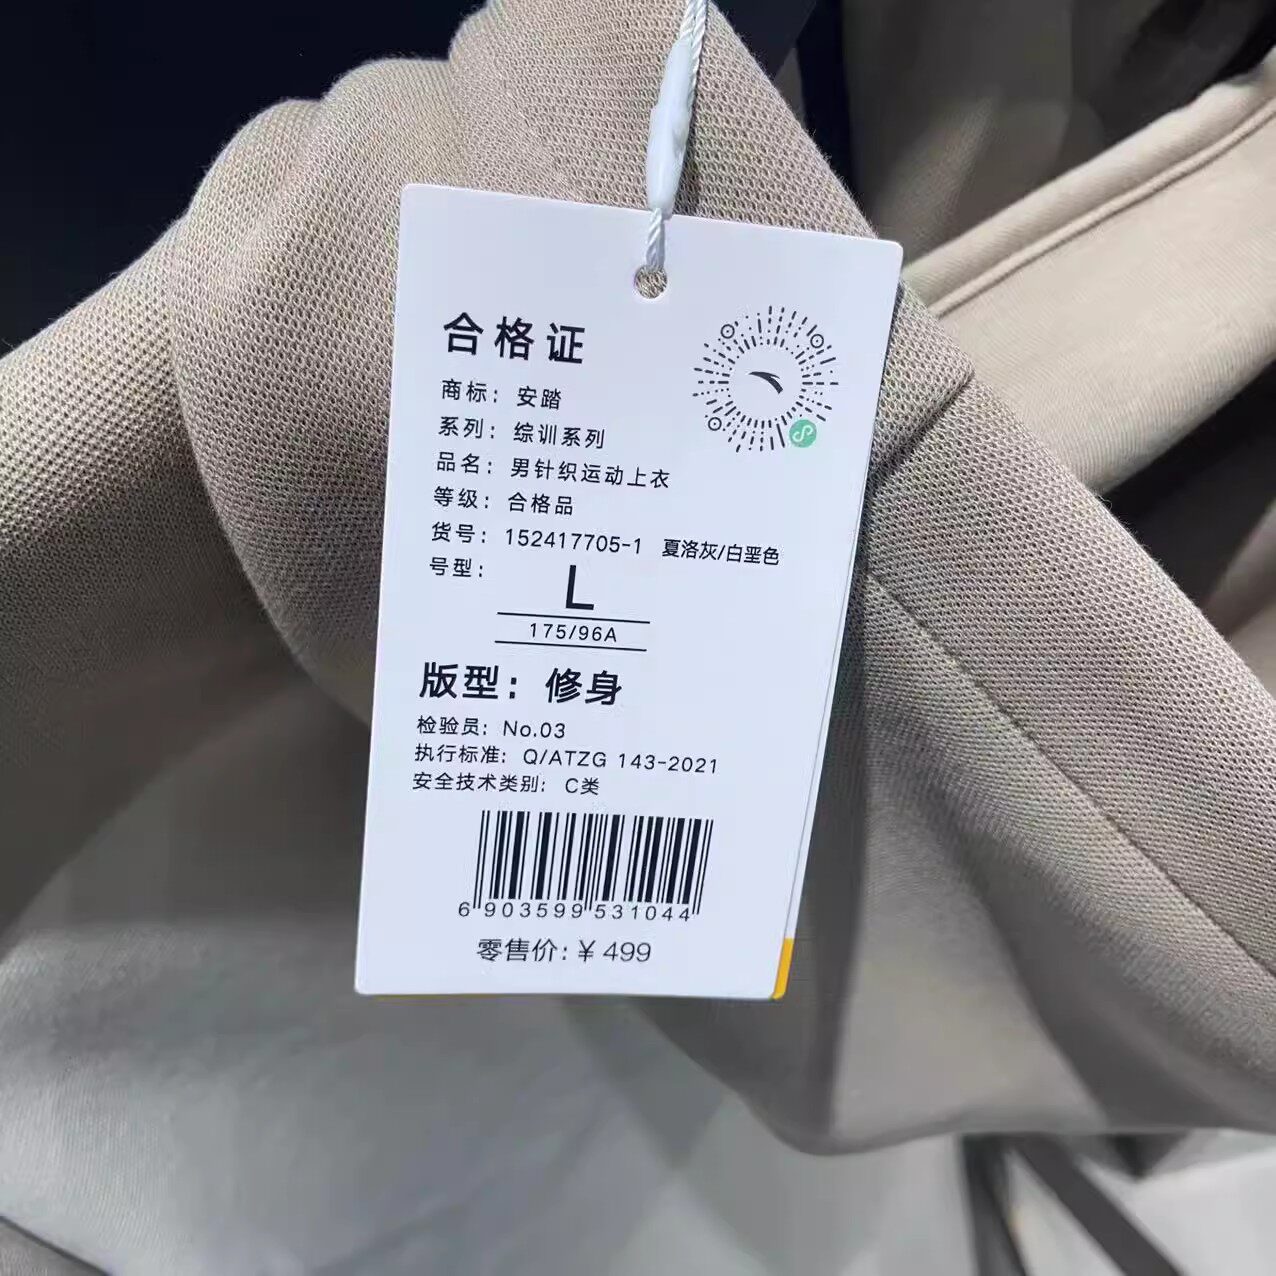 合格证
商标：安踏
系列：综训系列
品名：男针织运动上衣
等级：合格品
货号：152417705-1 夏洛灰/白垩色
号型：L
175/96A
版型：修身
检验员：No.03
执行标准：Q/ATZG 143-2021
安全技术类别：C类
6 903599 531044
零售价：¥ 499